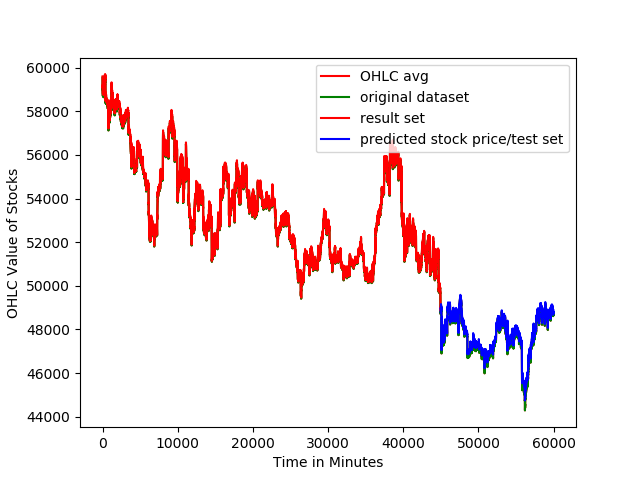 OHLC avg
original dataset
result set
predicted stock price/test set
OHLC Value of Stocks
60000
58000
56000
54000
52000
50000
48000
46000
44000
0 10000 20000 30000 40000 50000 60000
Time in Minutes